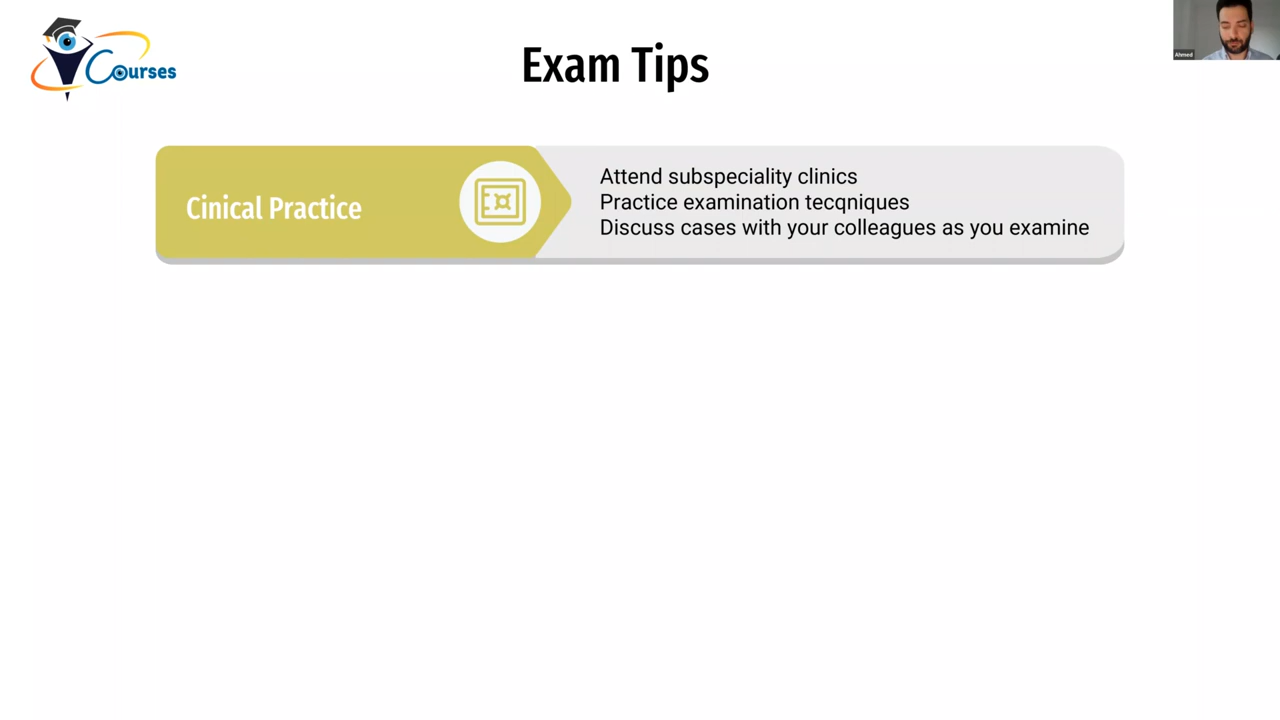 Courses
Exam Tips
Ahmed
Cinical Practice
Attend subspeciality clinics
Practice examination tecqniques
Discuss cases with your colleagues as you examine